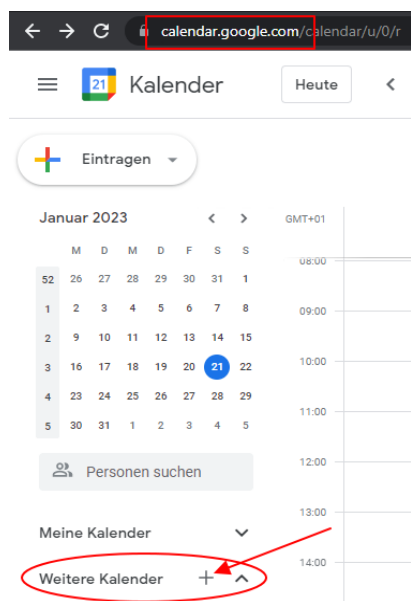 calendar.google.com/calendar/u/0/r
21 Kalender Heute
Eintragen
Januar 2023 GMT+01
M D M D F S S
08:00
52 26 27 28 29 30 31 1
1 2 3 4 5 6 7 8 09:00
2 9 10 11 12 13 14 15
3 16 17 18 19 20 21 22 10:00
4 23 24 25 26 27 28 29
11:00
5 30 31 1 2 3 4 5
Personen suchen 12:00
13:00
Meine Kalender
14:00
Weitere Kalender